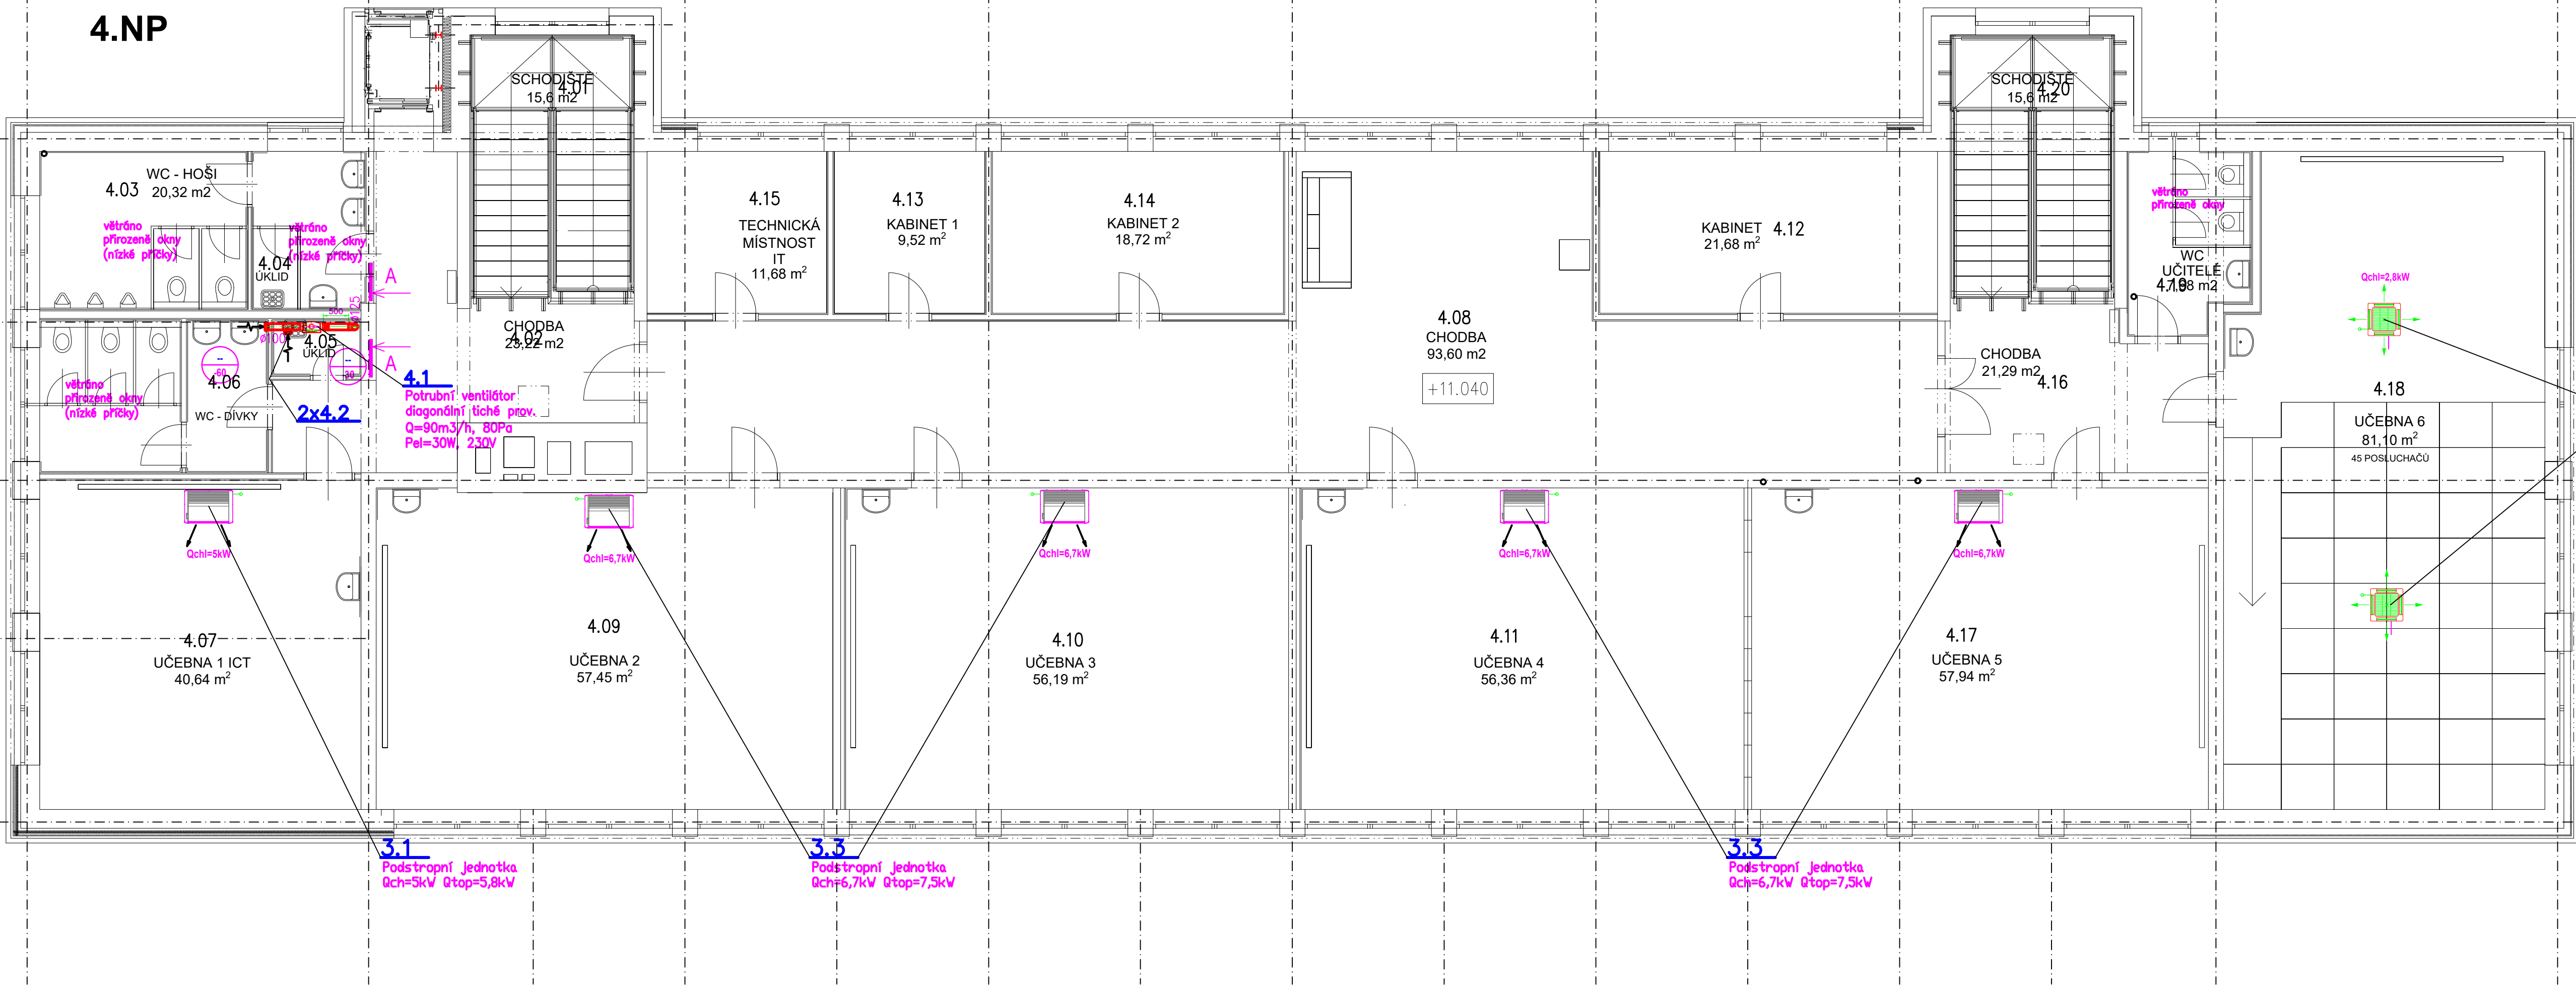 4.NP
SCHODIŠTĚ
4.01
15,6 m2
SCHODIŠTĚ
4.20
15,6 m2
4.03
WC - HOŠI
20,32 m2
větráno
přirozeně okny
(nízké příčky)
větráno
přirozeně okny
(nízké příčky)
4.04
ÚKLID
A
A
500
ø125
ø100
4.05
ÚKLID
--
-60
--
-30
4.06
WC - DÍVKY
větráno
přirozeně okny
(nízké příčky)
2x4.2
4.1
Potrubní ventilátor
diagonální tiché prov.
Q=90m3/h, 80Pa
Pel=30W, 230V
CHODBA
4.02
23,22 m2
4.15
TECHNICKÁ
MÍSTNOST
IT
11,68 m2
4.13
KABINET 1
9,52 m2
4.14
KABINET 2
18,72 m2
4.08
CHODBA
93,60 m2
+11.040
KABINET 4.12
21,68 m2
CHODBA
21,29 m2
4.16
větráno
přirozeně okny
WC
UČITELÉ
4.19
Qchl=2,8kW
4.18
UČEBNA 6
81,10 m2
45 POSLUCHAČŮ
Qchl=5kW
Qchl=6,7kW
Qchl=6,7kW
Qchl=6,7kW
Qchl=6,7kW
4.07
UČEBNA 1 ICT
40,64 m2
4.09
UČEBNA 2
57,45 m2
4.10
UČEBNA 3
56,19 m2
4.11
UČEBNA 4
56,36 m2
4.17
UČEBNA 5
57,94 m2
3.1
Podstropní jednotka
Qch=5kW Qtop=5,8kW
3.3
Podstropní jednotka
Qch=6,7kW Qtop=7,5kW
3.3
Podstropní jednotka
Qch=6,7kW Qtop=7,5kW